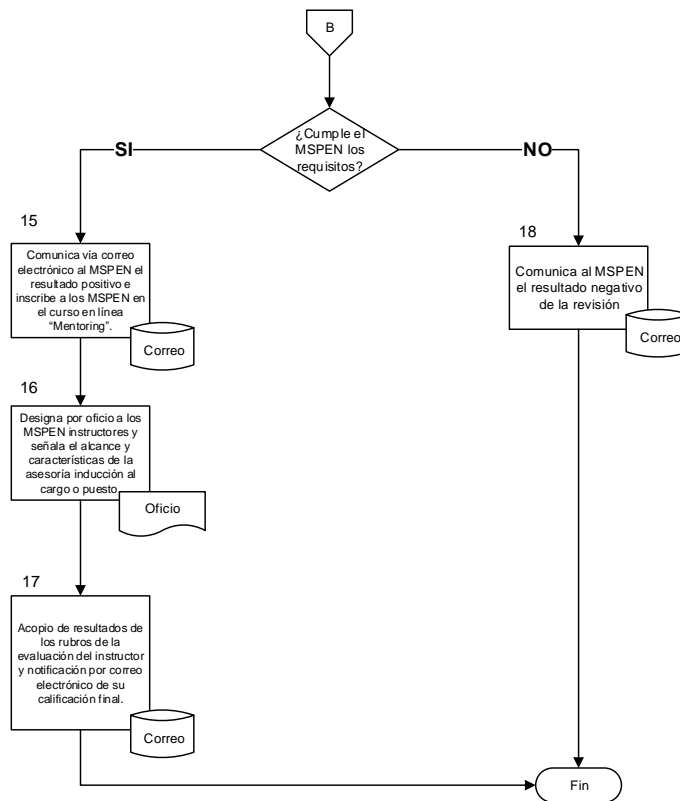 B
¿Cumple el
MSPEN los
requisitos?
SI
NO
15
Comunica vía correo
electrónico al MSPEN el
resultado positivo e
inscribe a los MSPEN en
el curso en línea
“Mentoring”.
Correo
18
Comunica al MSPEN
el resultado negativo
de la revisión
Correo
16
Designa por oficio a los
MSPEN instructores y
señala el alcance y
características de la
asesoría inducción al
cargo o puesto
Oficio
17
Acopio de resultados de
los rubros de la
evaluación del instructor
y notificación por correo
electrónico de su
calificación final.
Correo
Fin